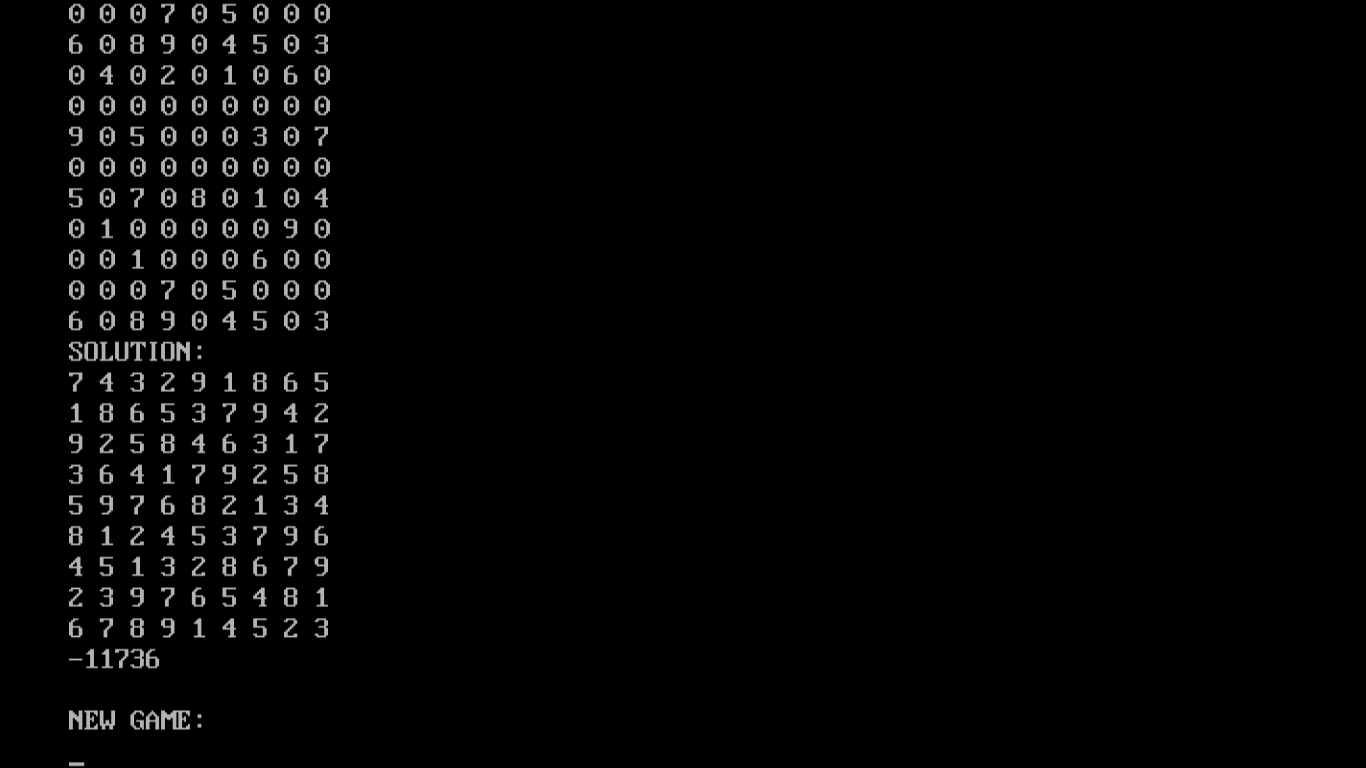 0 0 0 7 0 5 0 0 0
6 0 8 9 0 4 5 0 3
0 4 0 2 0 1 0 6 0
0 0 0 0 0 0 0 0 0
9 0 5 0 0 0 3 0 7
0 0 0 0 0 0 0 0 0
5 0 7 0 8 0 1 0 4
0 1 0 0 0 0 0 9 0
0 0 1 0 0 0 6 0 0
0 0 0 7 0 5 0 0 0
6 0 8 9 0 4 5 0 3
SOLUTION:
7 4 3 2 9 1 8 6 5
1 8 6 5 3 7 9 4 2
9 2 5 8 4 6 3 1 7
3 6 4 1 7 9 2 5 8
5 9 7 6 8 2 1 3 4
8 1 2 4 5 3 7 9 6
4 5 1 3 2 8 6 7 9
2 3 9 7 6 5 4 8 1
6 7 8 9 1 4 5 2 3
-11736
NEW GAME:
_